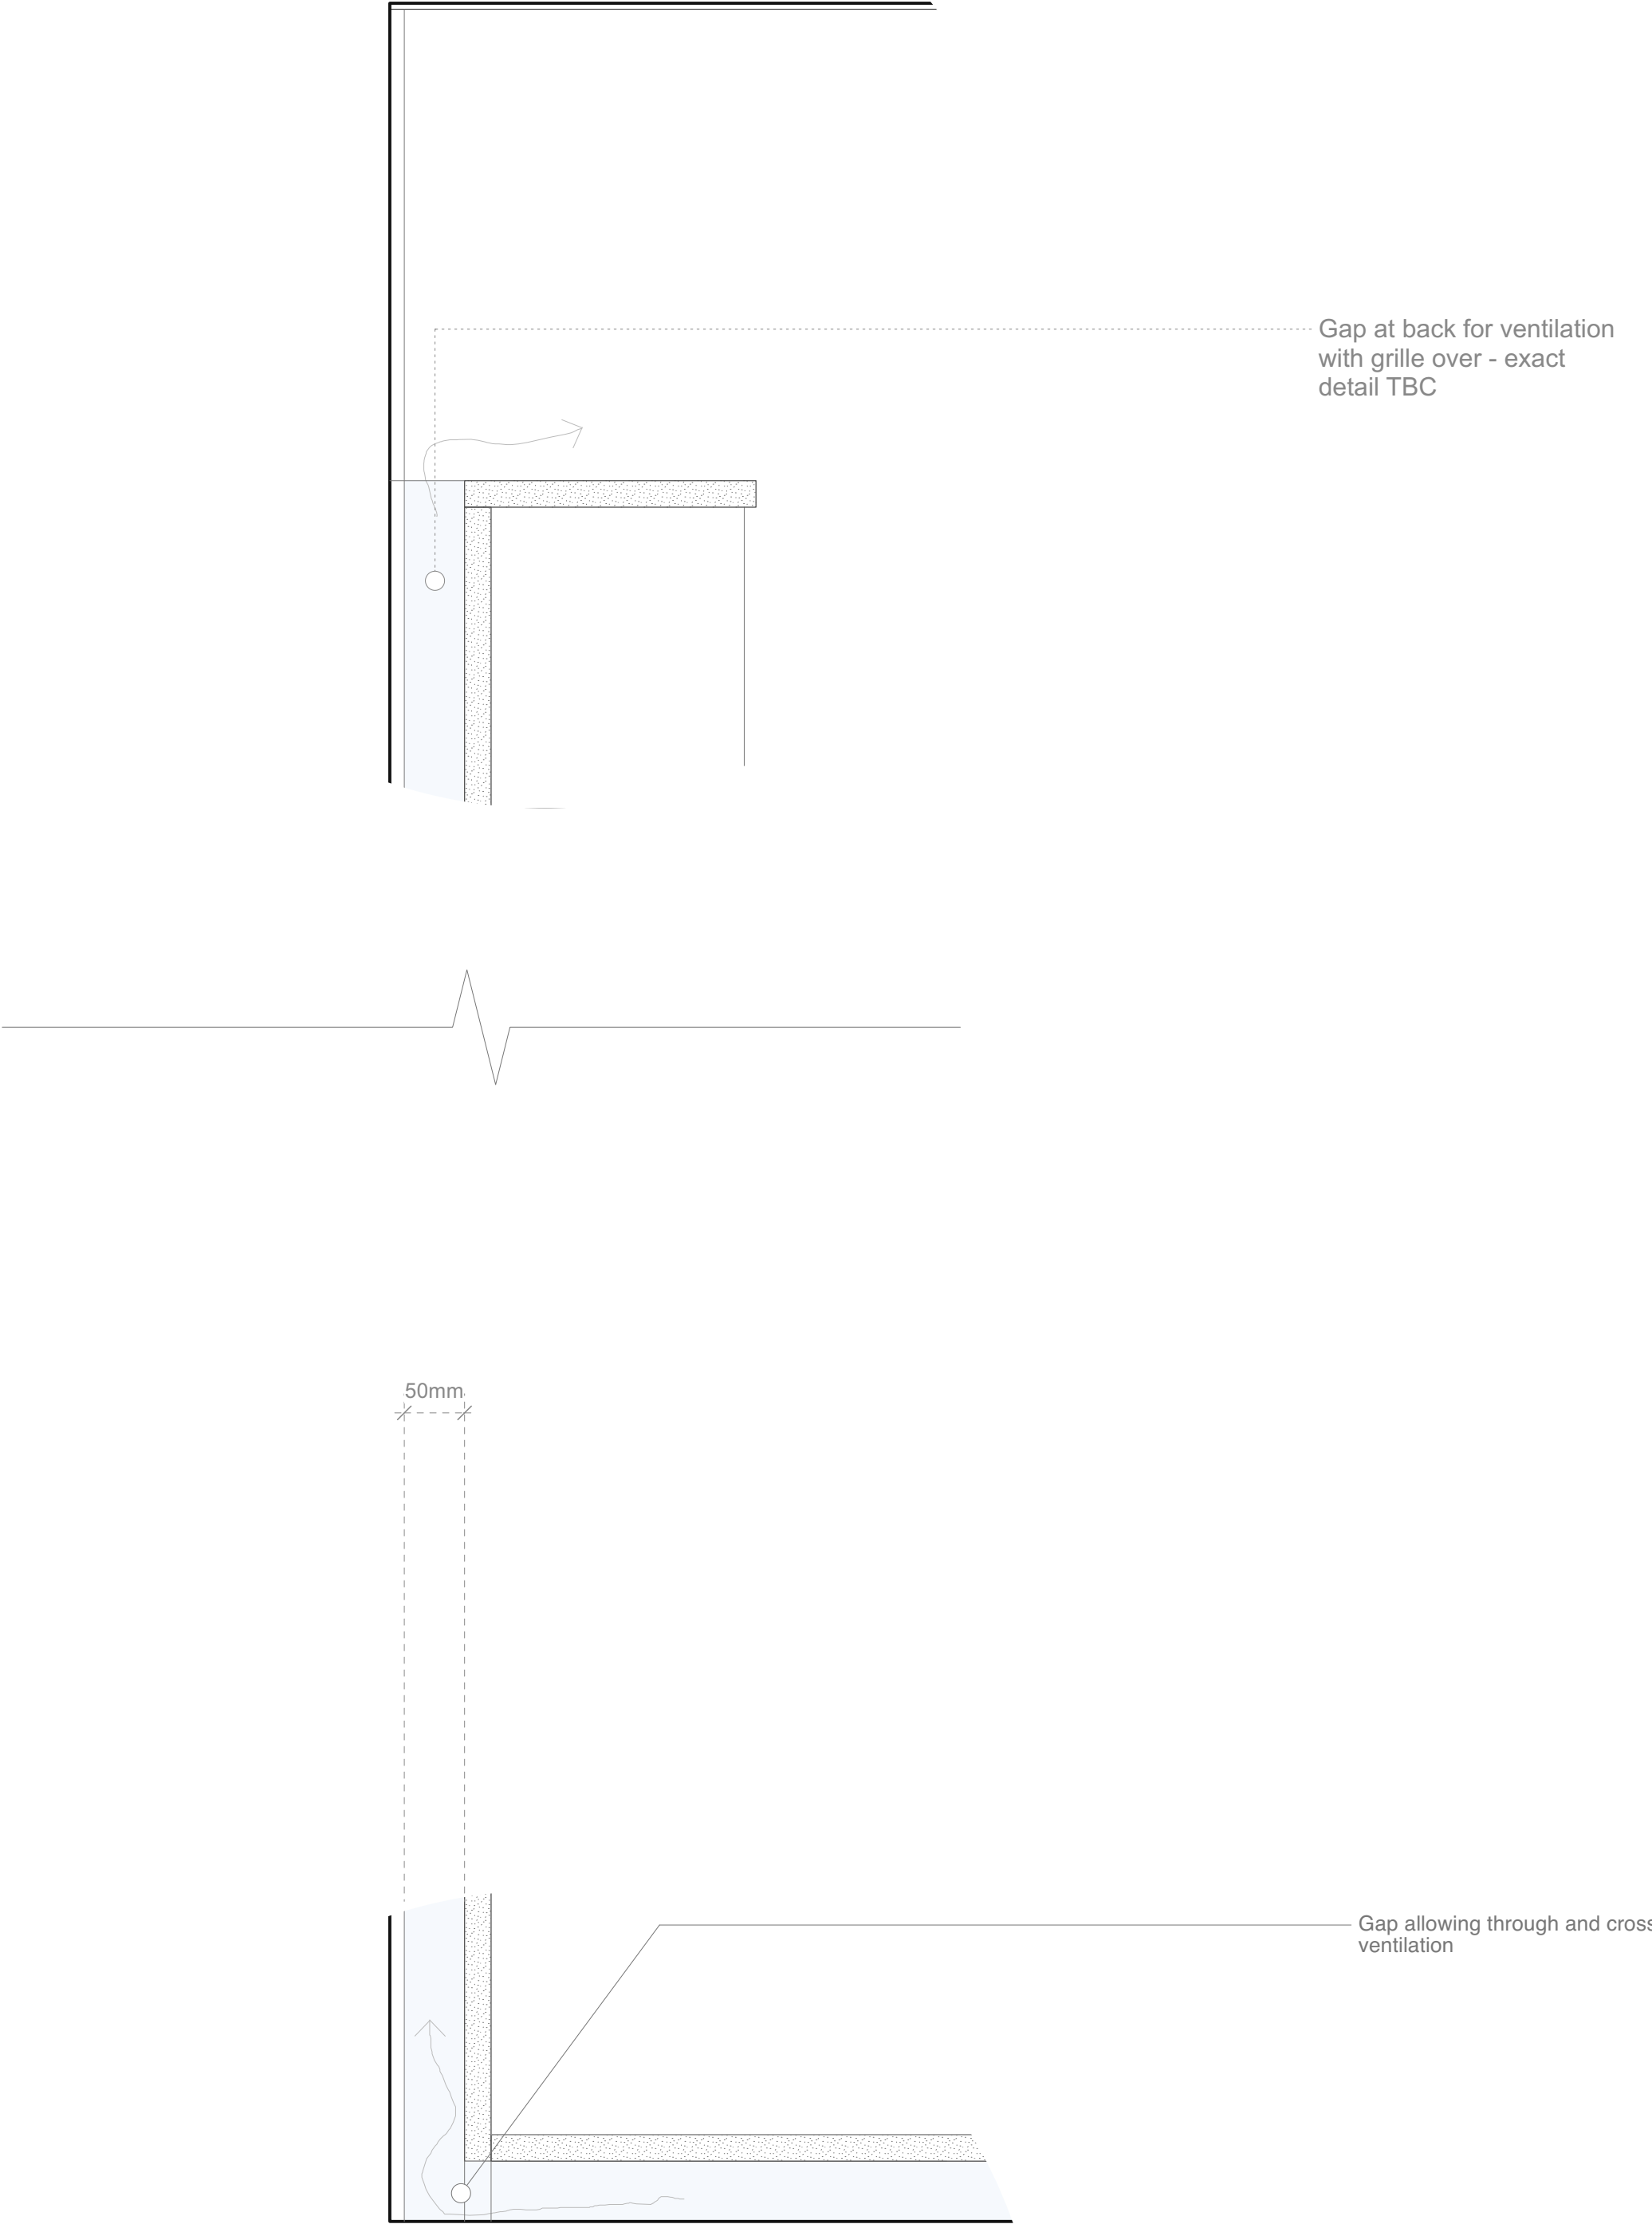 Gap at back for ventilation
with grille over - exact
detail TBC
50mm
Gap allowing through and cross
ventilation